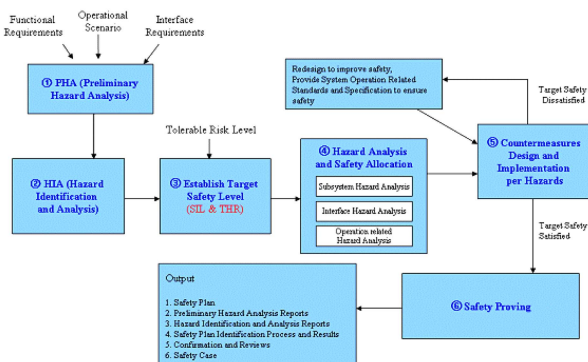 Functional
Requirements
Operational
Scenario
Interface
Requirements
① PHA (Preliminary
Hazard Analysis)
Redesign to improve safety,
Provide System Operation Related
Standards and Specification to ensure
safety
Target Safety
Dissatisfied
Tolerable Risk Level
② HIA (Hazard
Identification
and Analysis)
③ Establish Target
Safety Level
(SIL & THR)
④ Hazard Analysis
and Safety Allocation
Subsystem Hazard Analysis
Interface Hazard Analysis
Operation related
Hazard Analysis
⑤ Countermeasures
Design and
Implementation
per Hazards
Target Safety
Satisfied
⑥ Safety Proving
Output
1. Safety Plan
2. Preliminary Hazard Analysis Reports
3. Hazard Identification and Analysis Reports
4. Safety Plan Identification Process and Results
5. Confirmation and Reviews
6. Safety Case